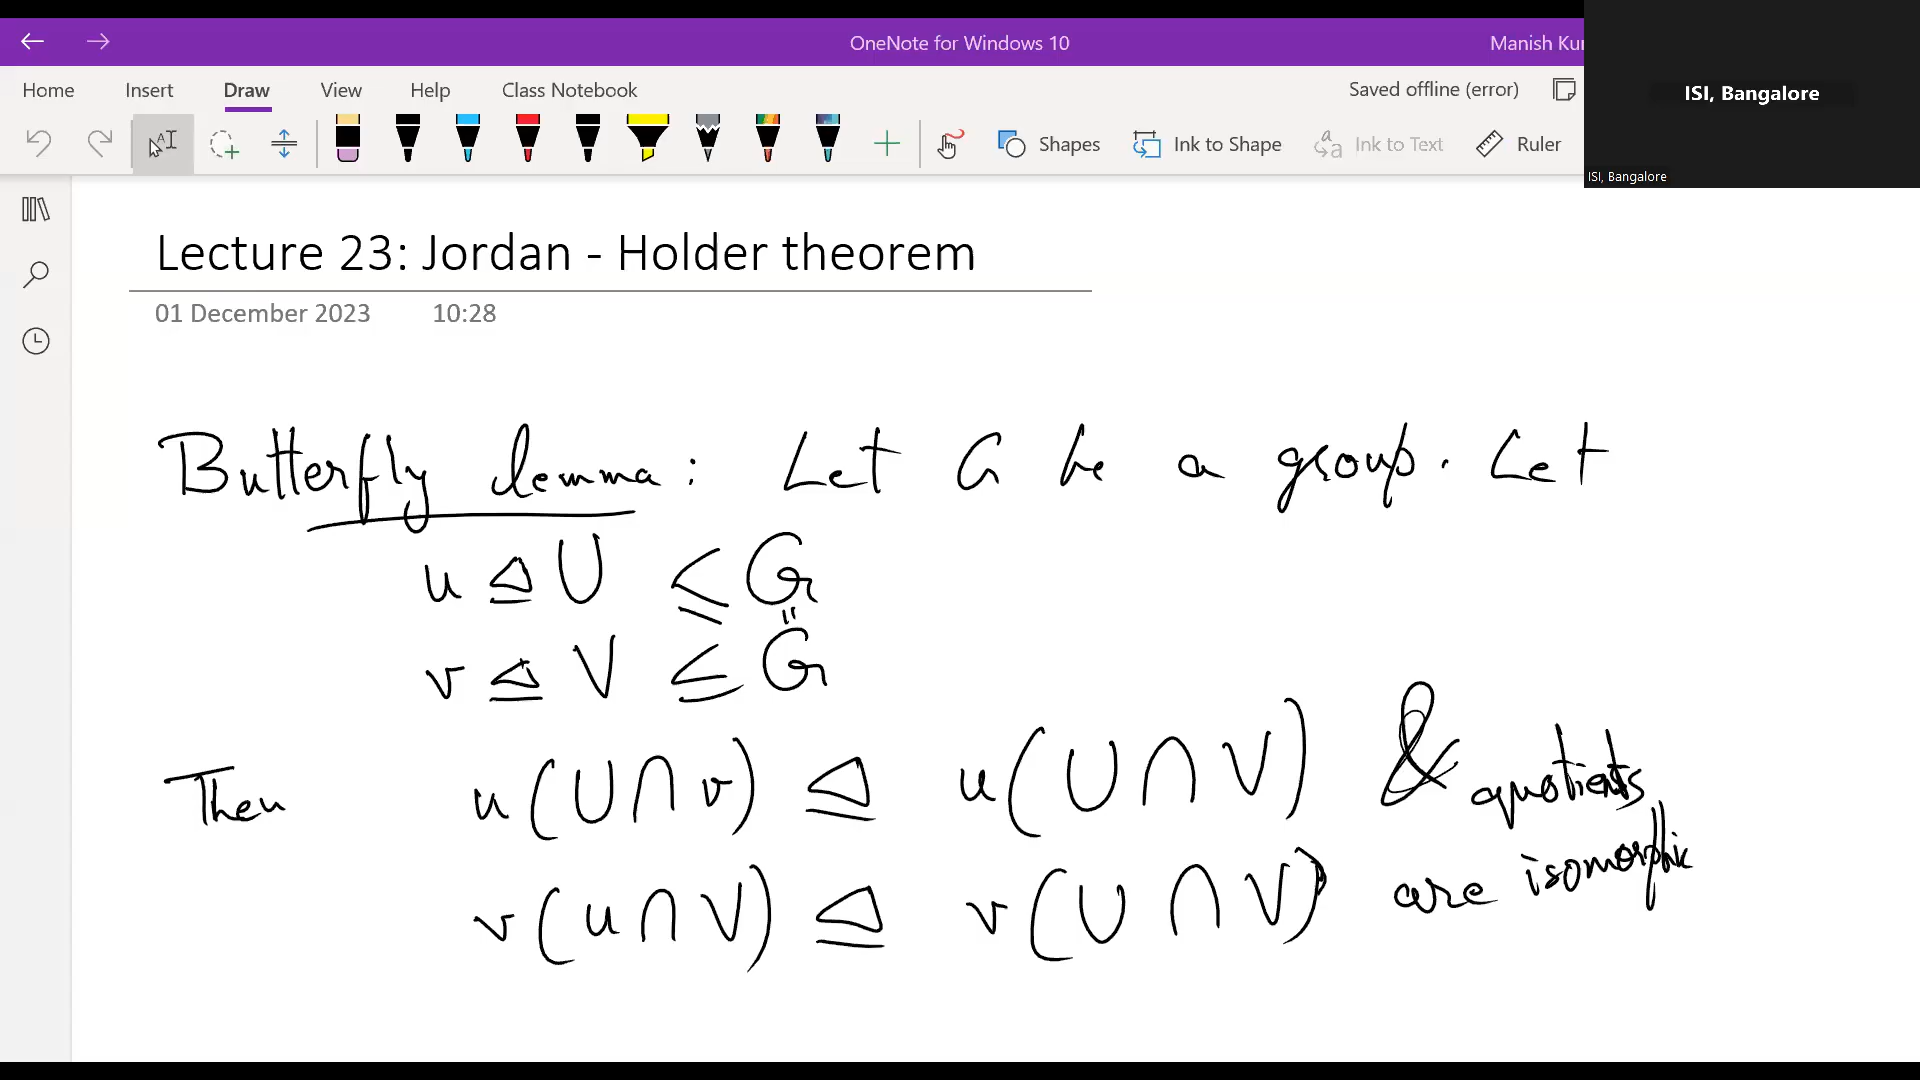 OneNote for Windows 10
Manish Kur
ISI, Bangalore
Home Insert Draw View Help Class Notebook Saved offline (error)
Shapes Ink to Shape Ink to Text Ruler
ISI, Bangalore
Lecture 23: Jordan - Holder theorem
01 December 2023 10:28
Butterfly lemma: Let G be a group. Let
u ⊴ U ≤ G
=
v ⊴ V ≤ G
Then u(U∩v) ⊴ u(U∩V) & quotients
v(u∩V) ⊴ v(U∩V) are isomorphic